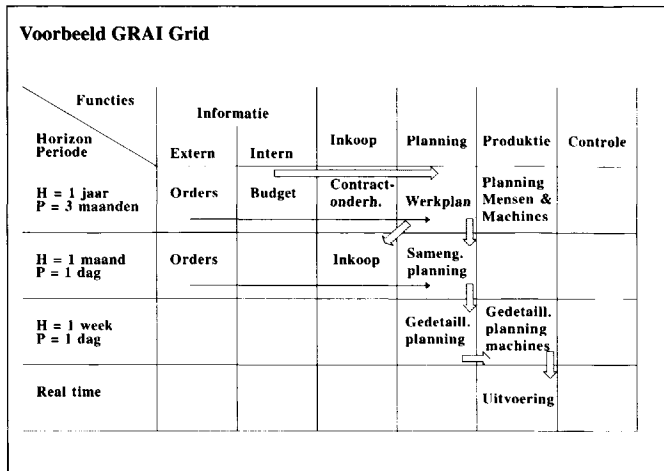 Voorbeeld GRAI Grid
Functies
Horizon
Periode
Informatie
Extern
Intern
Inkoop
Planning
Produktie
Controle
H = 1 jaar
P = 3 maanden
Orders
Budget
Contract-
onderh.
Werkplan
Planning
Mensen &
Machines
H = 1 maand
P = 1 dag
Orders
Inkoop
Sameng.
planning
H = 1 week
P = 1 dag
Gedetaill.
planning
Gedetaill.
planning
machines
Real time
Uitvoering